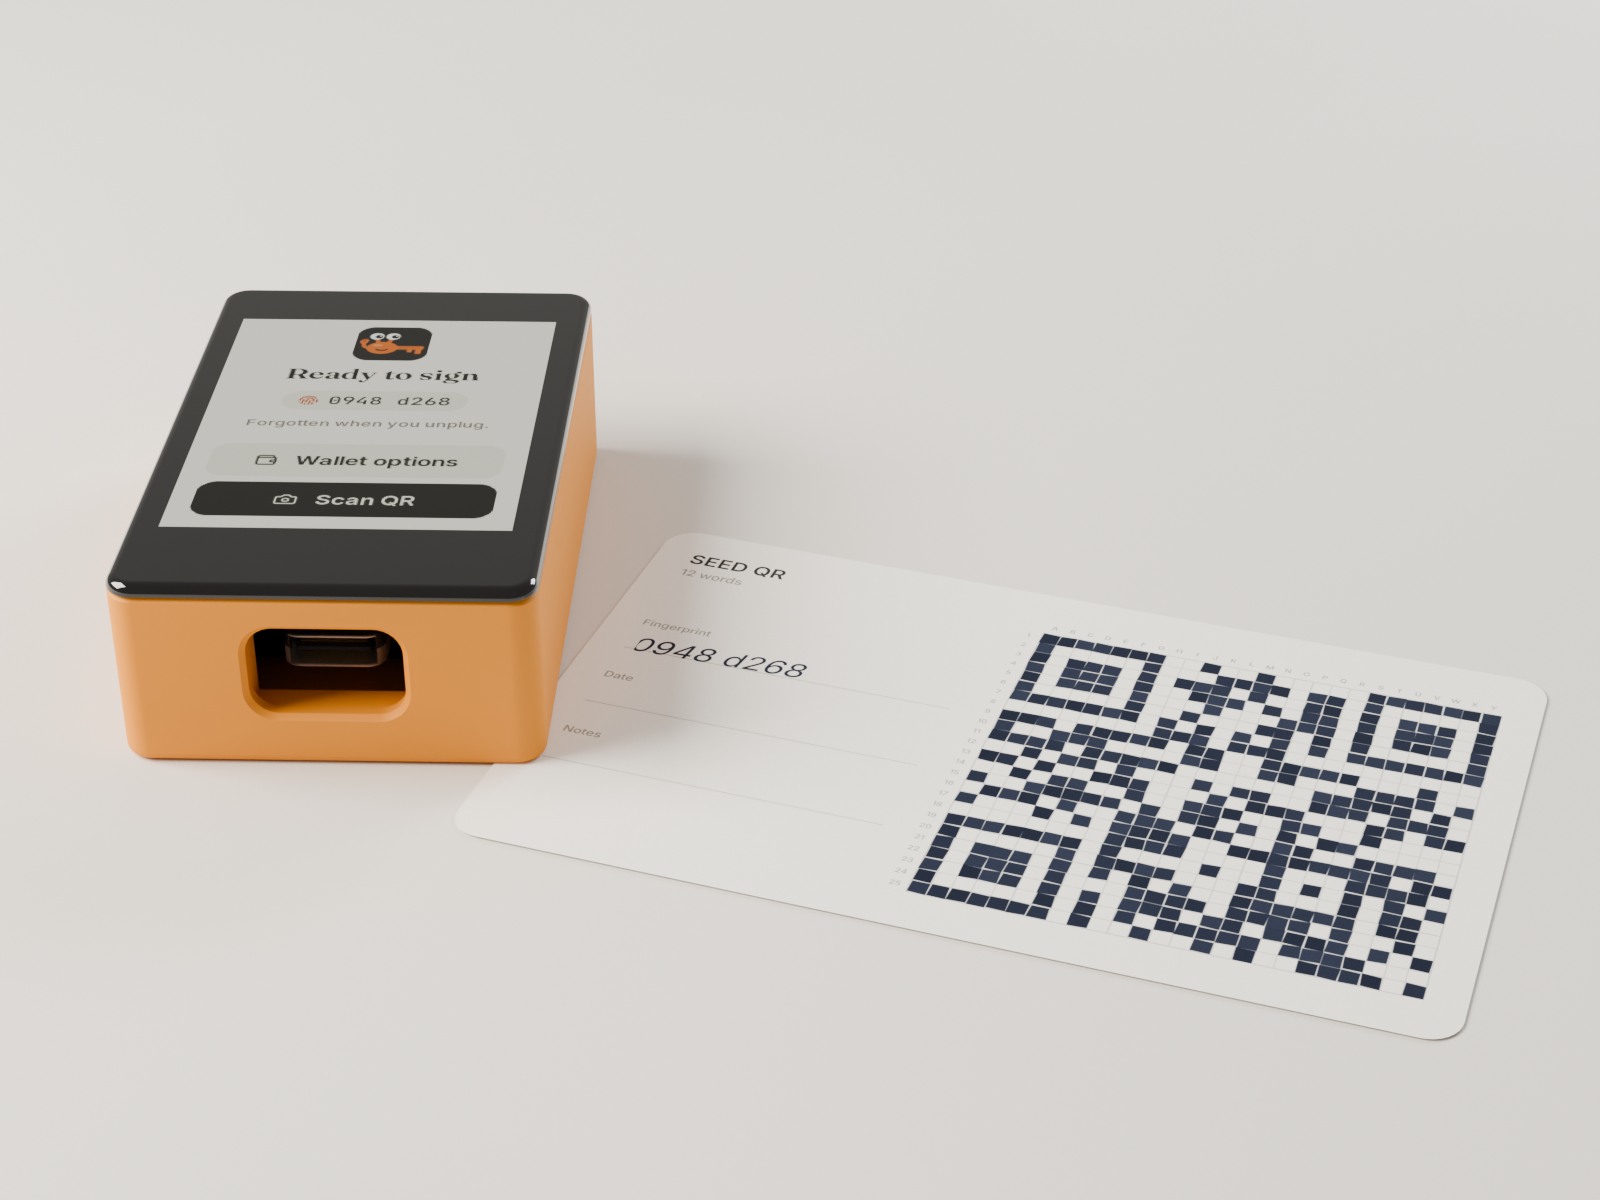 Ready to sign
0948 d268
Forgotten when you unplug.
Wallet options
Scan QR
SEED QR
12 words
Fingerprint
0948 d268
Date
Notes